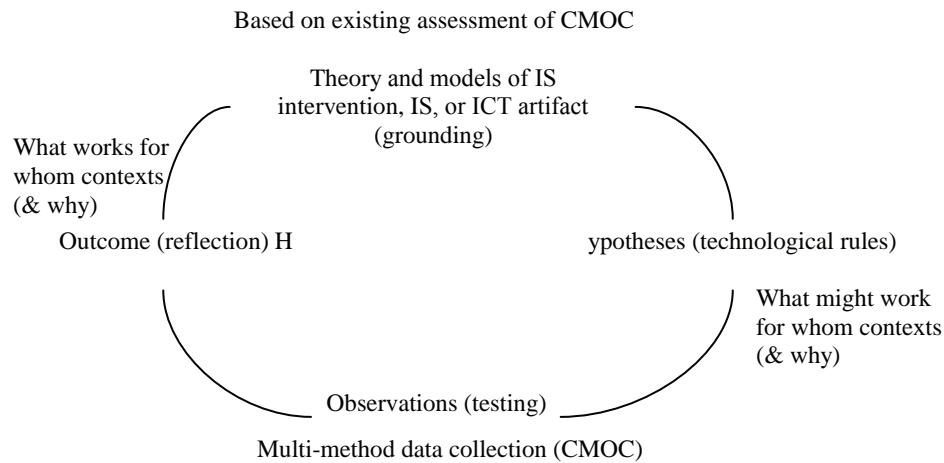 Based on existing assessment of CMOC
Theory and models of IS
intervention, IS, or ICT artifact
(grounding)
What works for
whom contexts
(& why)
Outcome (reflection) H
ypotheses (technological rules)
What might work
for whom contexts
(& why)
Observations (testing)
Multi-method data collection (CMOC)